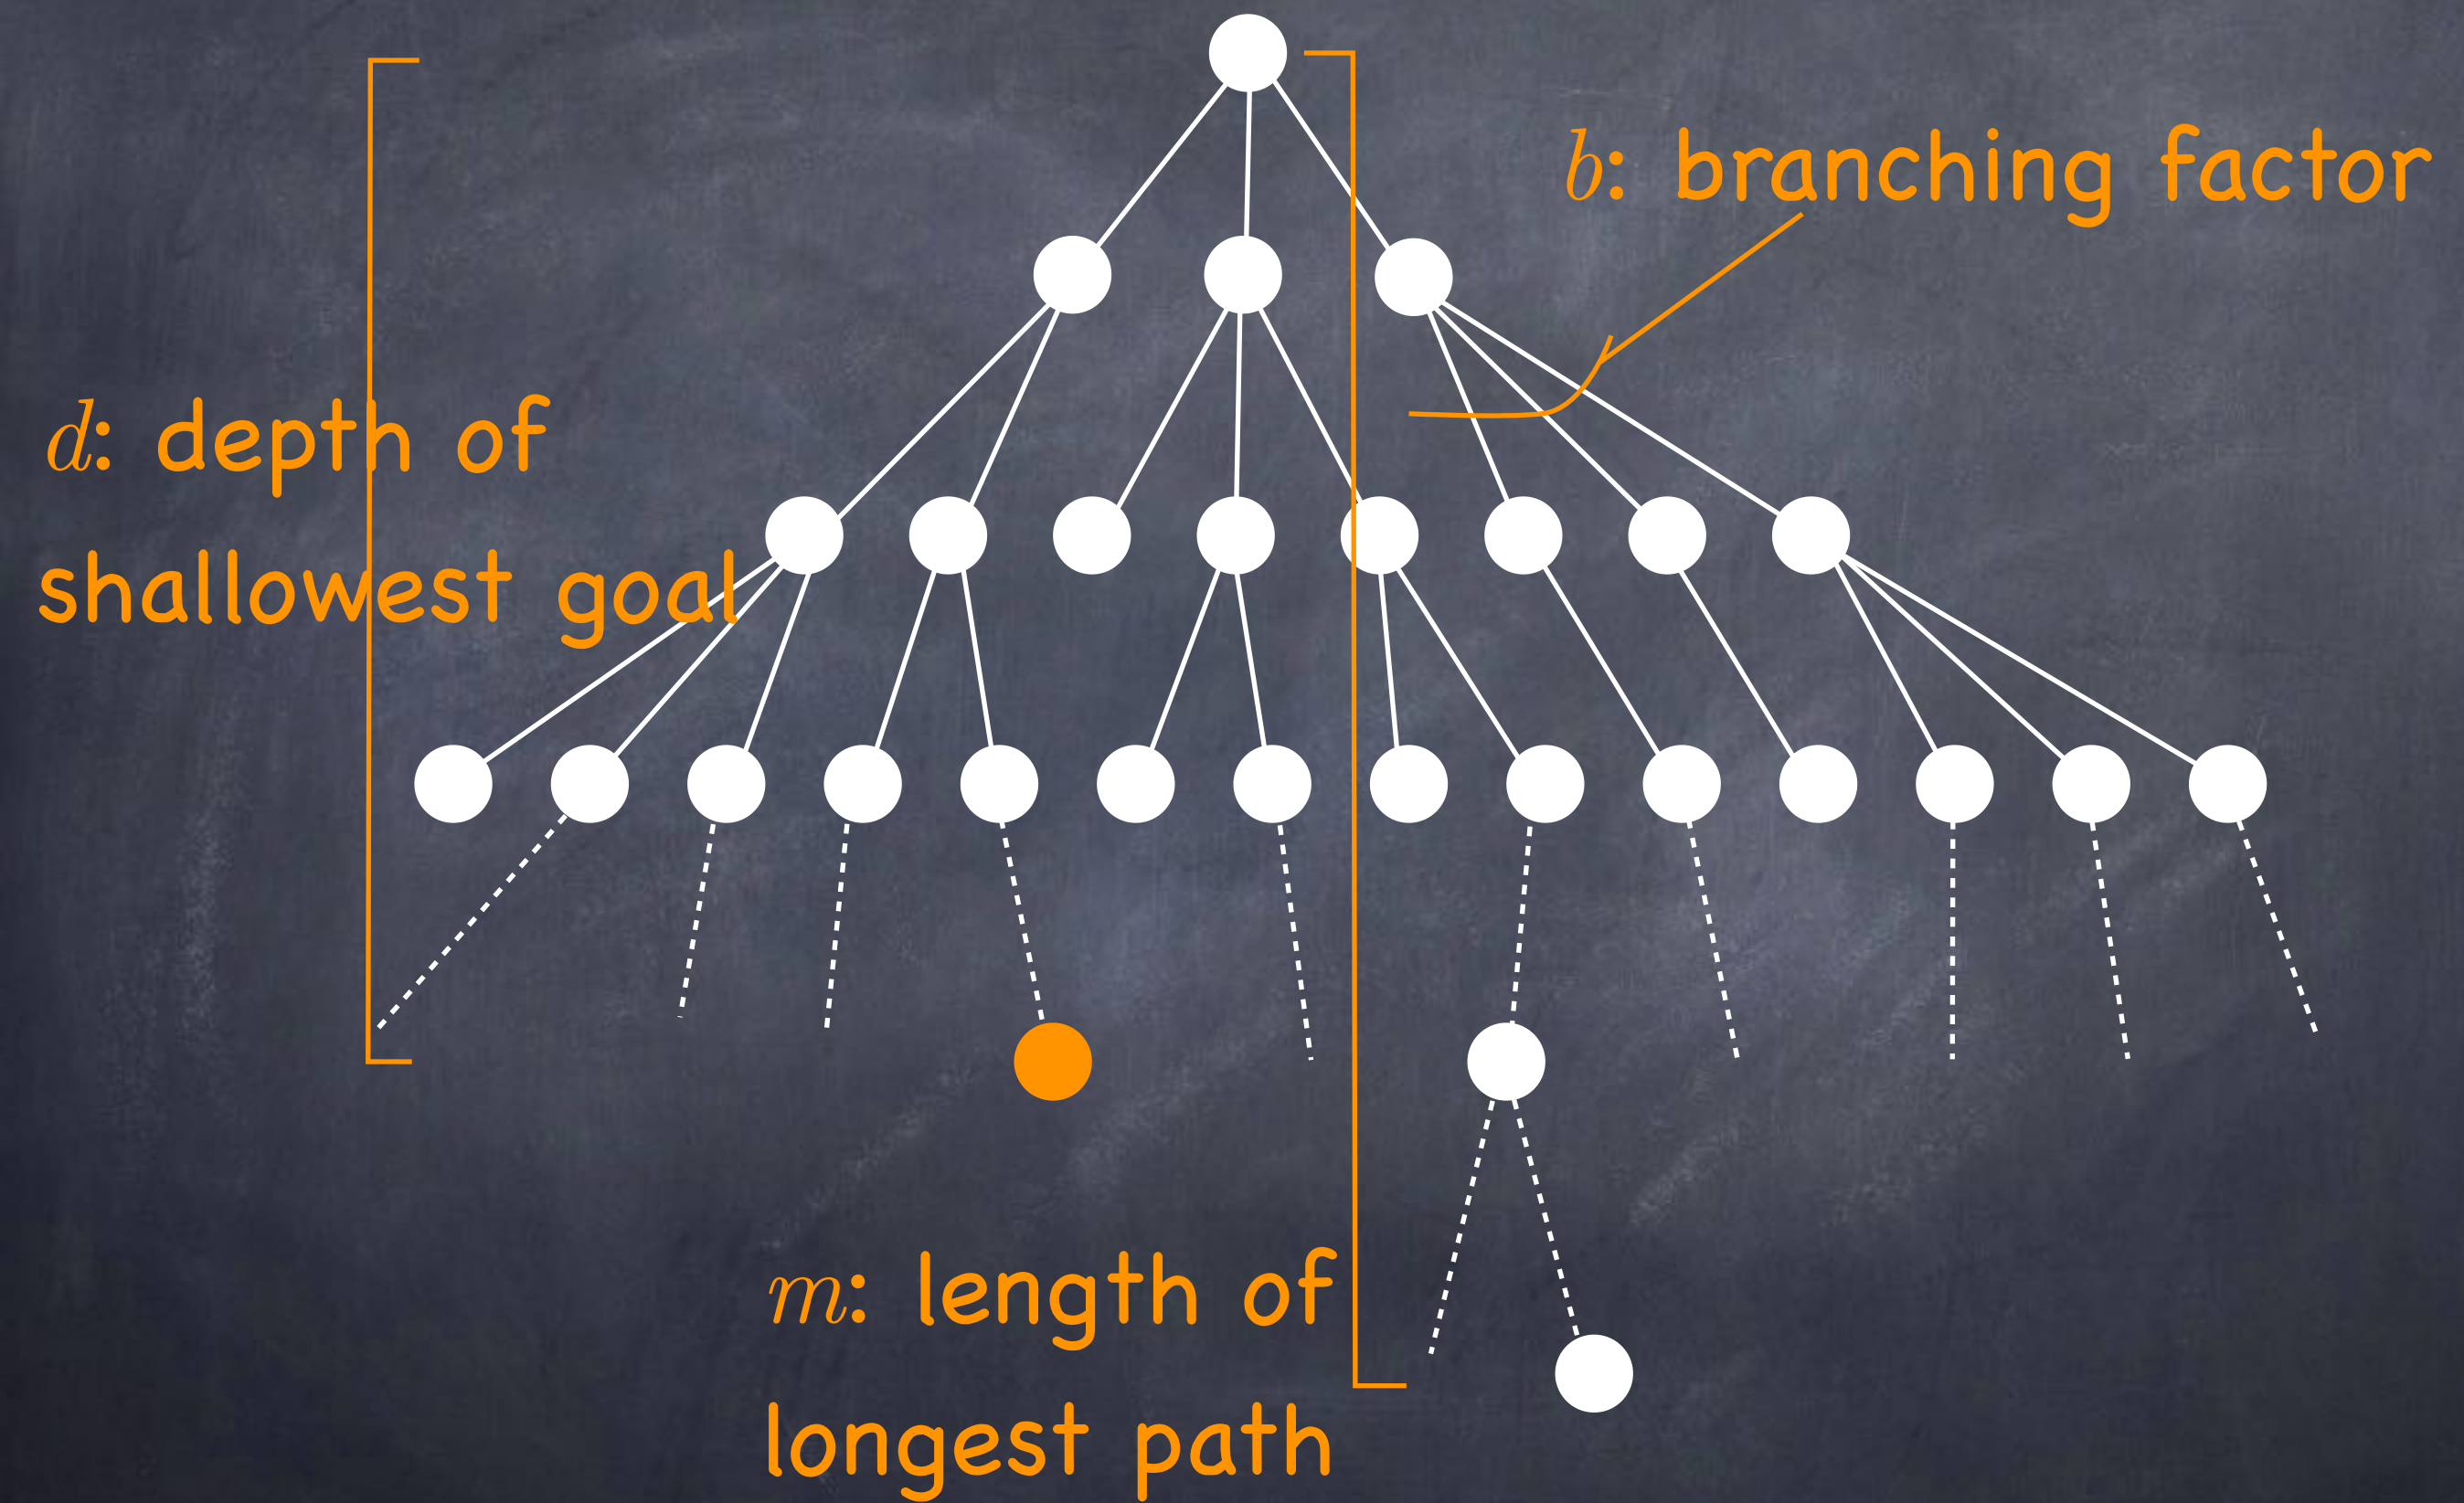 b: branching factor
d: depth of
shallowest goal
m: length of
longest path